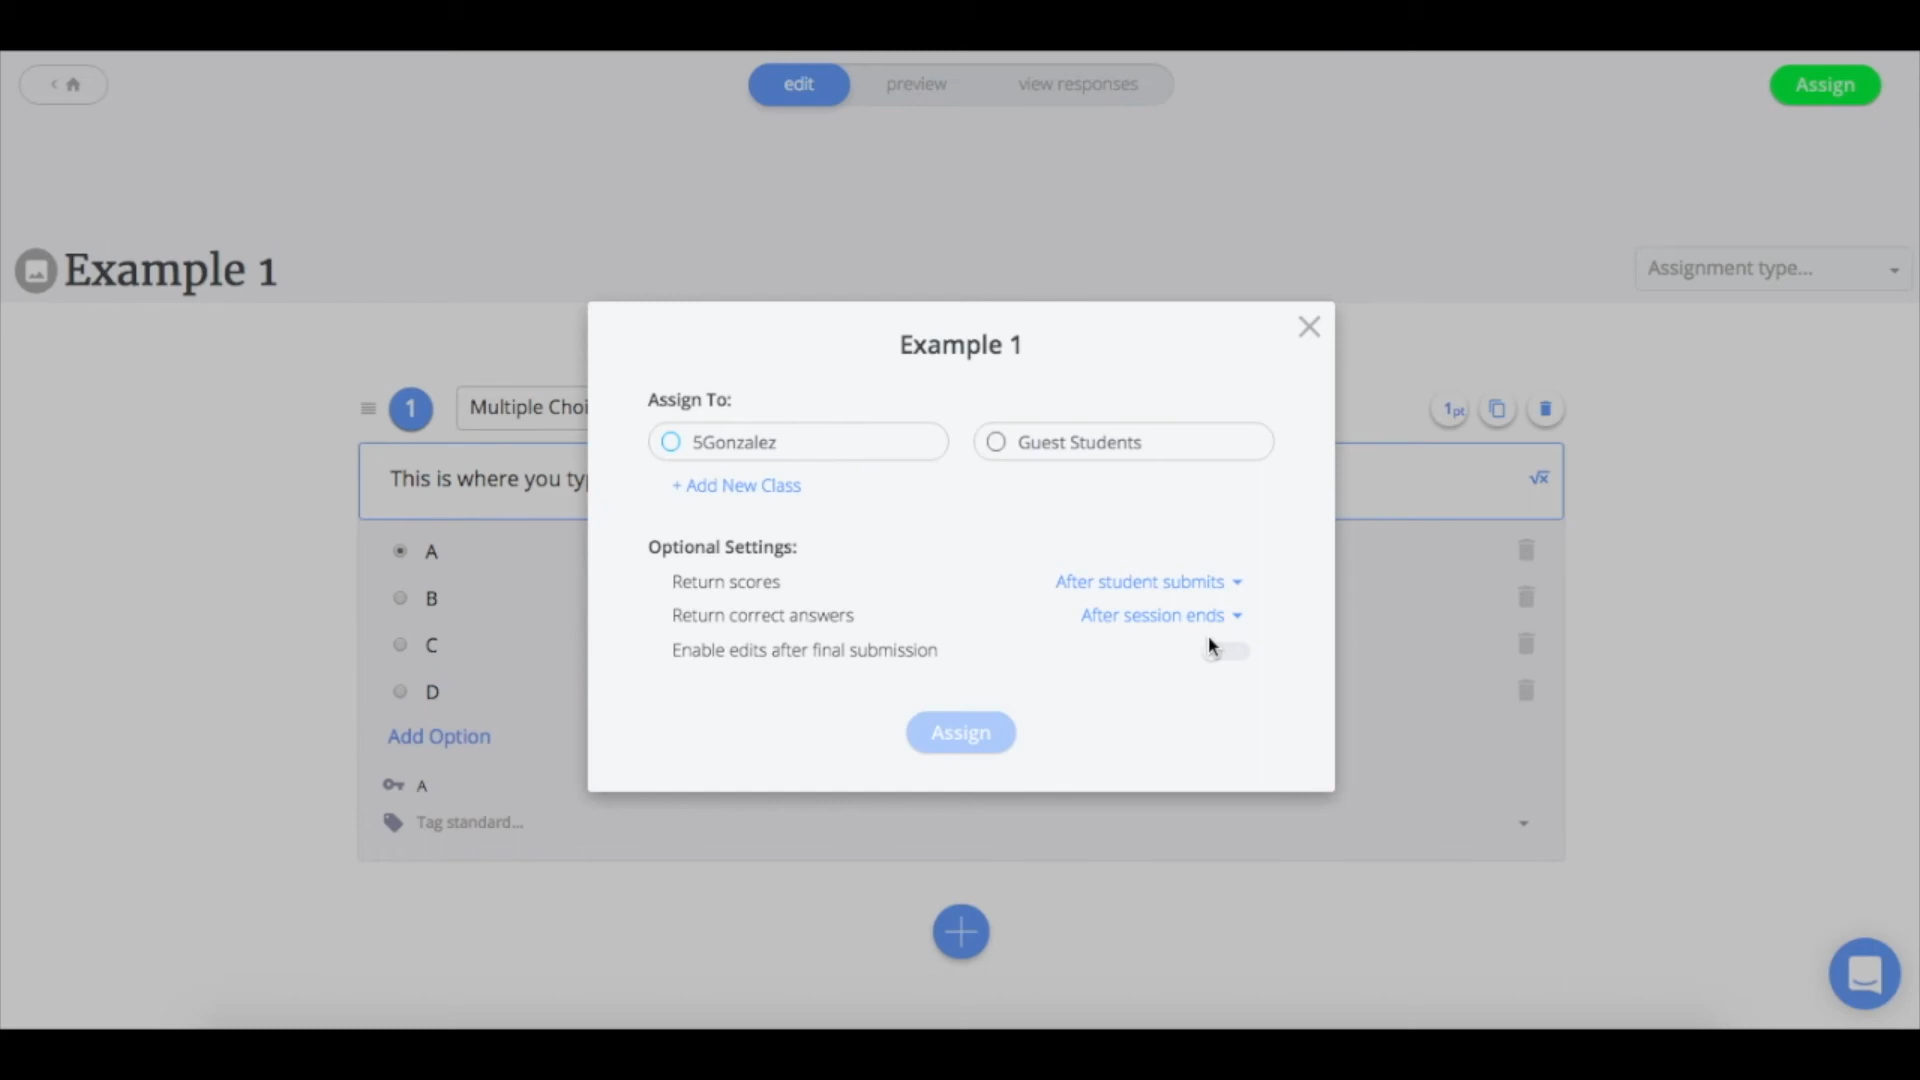 edit preview view responses
Assign
Example 1
Assignment type...
Example 1
Assign To:
5Gonzalez
Guest Students
+ Add New Class
Optional Settings:
Return scores After student submits
Return correct answers After session ends
Enable edits after final submission
Assign
1 Multiple Choi
1pt
This is where you ty
√x
A
B
C
D
Add Option
A
Tag standard...